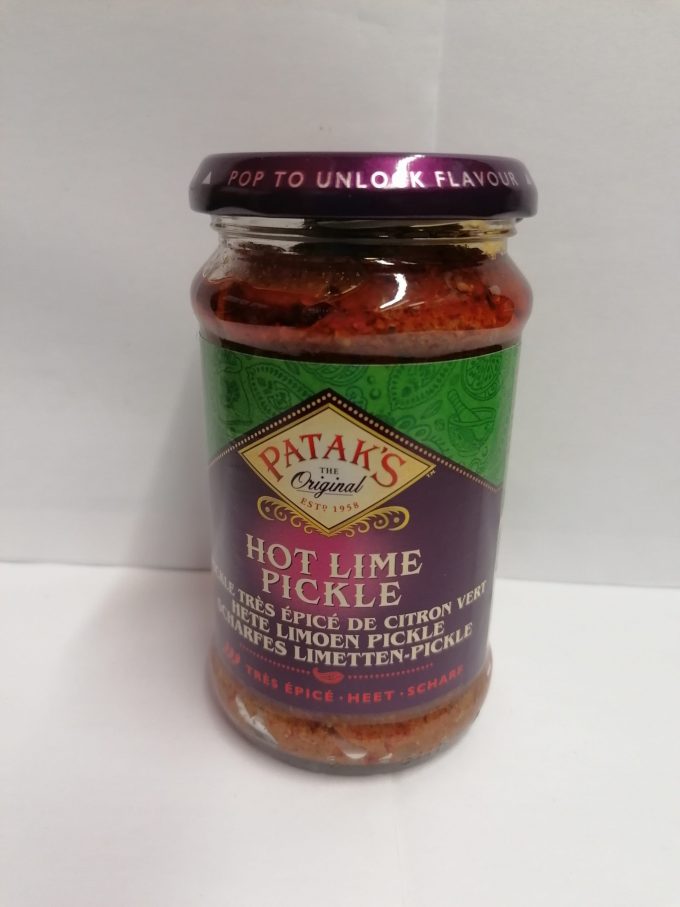 POP TO UNLOCK FLAVOUR
PATAK'S
THE
Original
ESTD 1958
HOT LIME
PICKLE
TRÈS ÉPICÉ DE CITRON VERT
HETE LIMOEN PICKLE
SCHARFES LIMETTEN-PICKLE
TRÈS ÉPICÉ · HEET · SCHARF